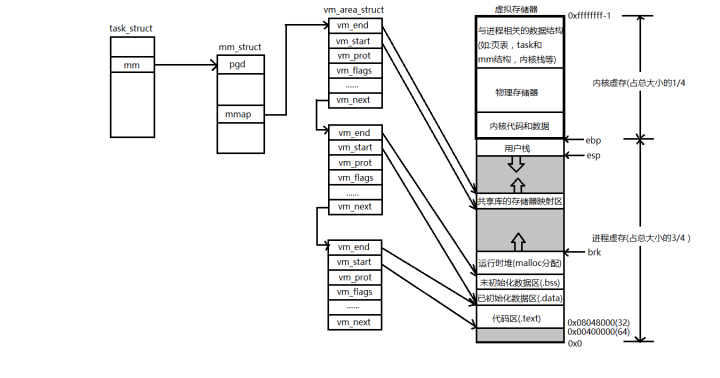 task_struct
mm
mm_struct
pgd
mmap
vm_area_struct
vm_end
vm_start
vm_prot
vm_flags
......
vm_next
vm_end
vm_start
vm_prot
vm_flags
......
vm_next
vm_end
vm_start
vm_prot
vm_flags
......
vm_next
虚拟存储器
与进程相关的数据结构
(如:页表，task和
mm结构，内核栈等)
物理存储器
内核代码和数据
用户栈
共享库的存储器映射区
运行时堆(malloc分配)
未初始化数据区(.bss)
已初始化数据区(.data)
代码区(.text)
0xffffffff-1
内核虚存(占总大小的1/4
ebp
esp
进程虚存(占总大小的3/4）
brk
0x08048000(32)
0x00400000(64)
0x0